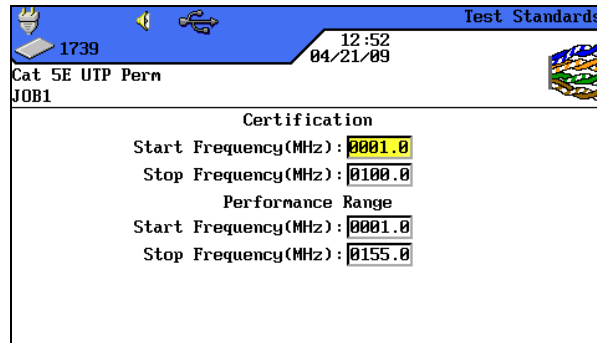 Test Standards
1739
12:52
04/21/09
Cat 5E UTP Perm
JOB1
Certification
Start Frequency(MHz):0001.0
Stop Frequency(MHz):0100.0
Performance Range
Start Frequency(MHz):0001.0
Stop Frequency(MHz):0155.0